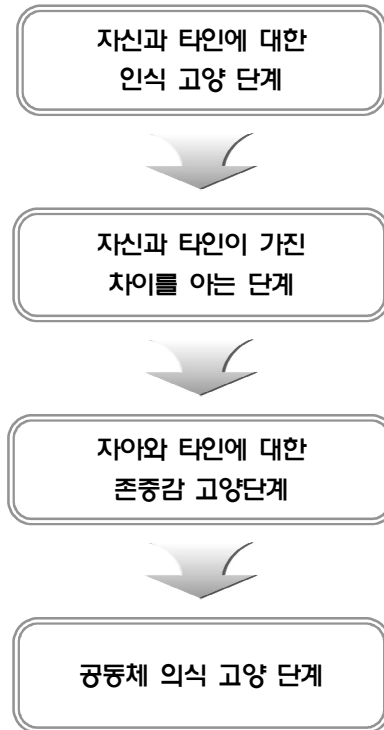 자신과 타인에 대한
인식 고양 단계
자신과 타인이 가진
차이를 아는 단계
자아와 타인에 대한
존중감 고양단계
공동체 의식 고양 단계